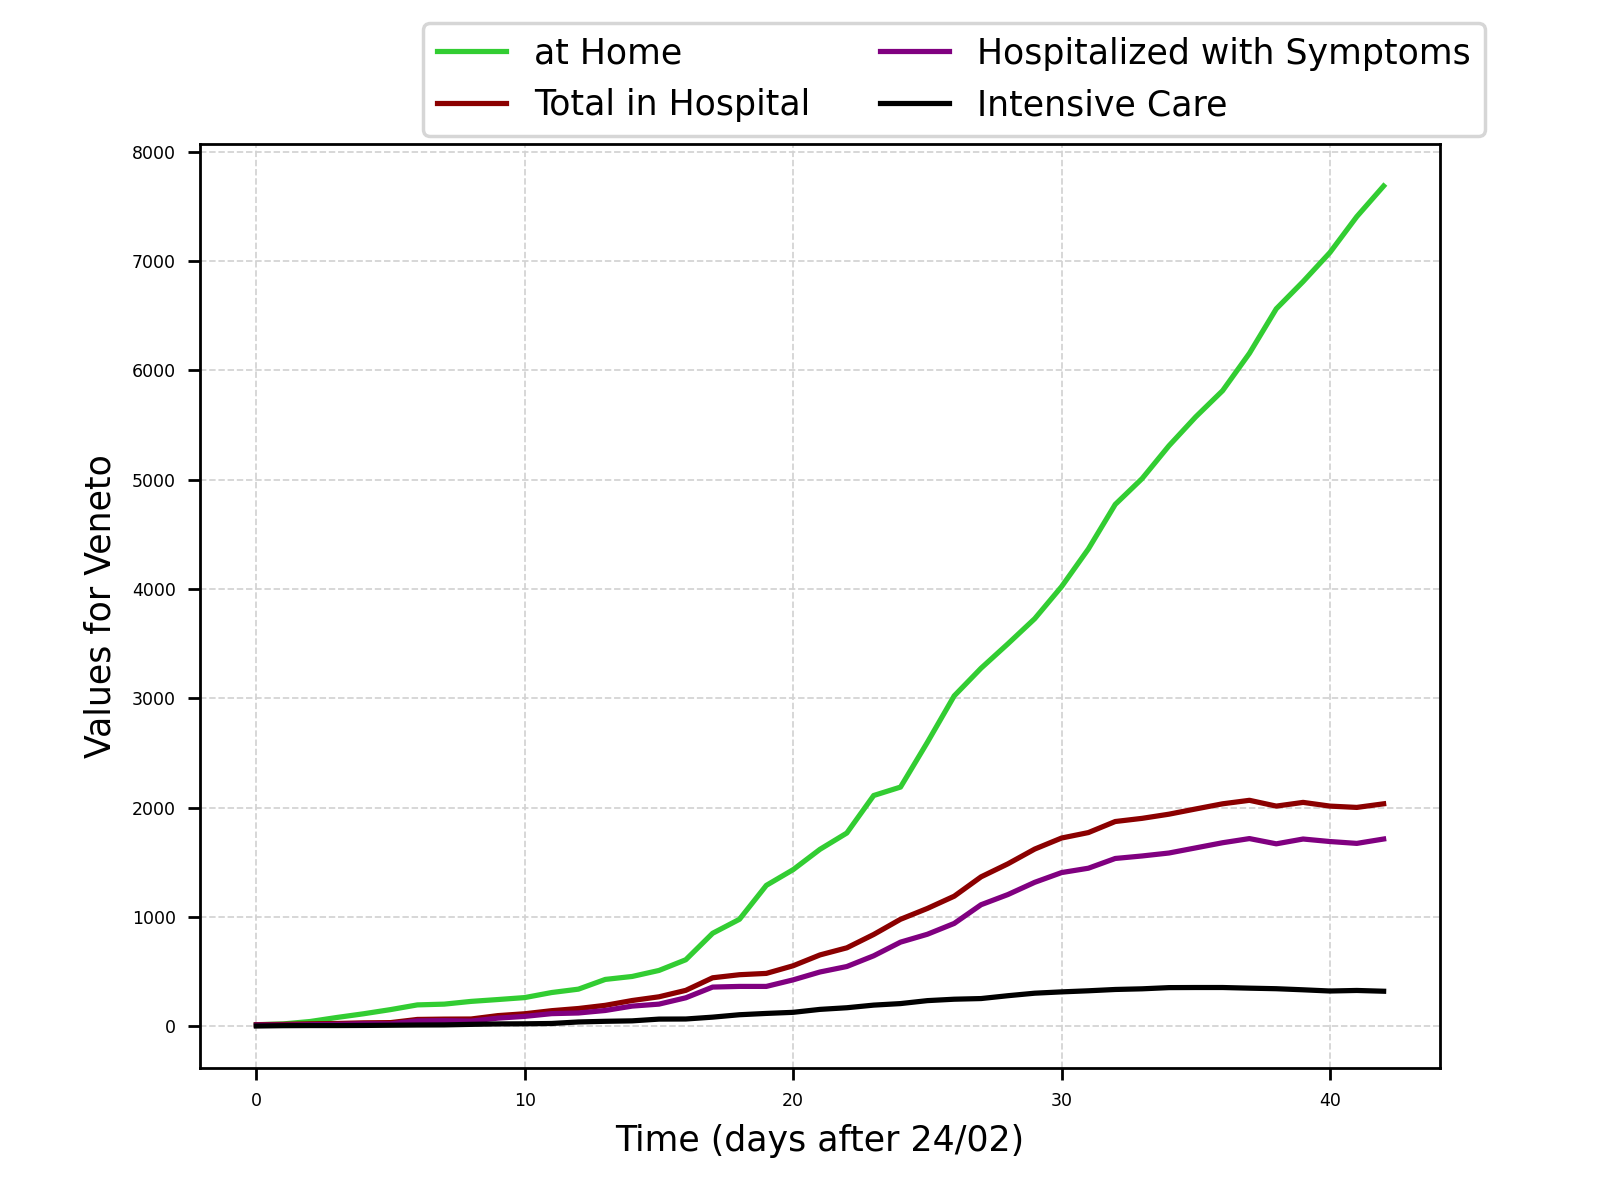 at Home
Total in Hospital
Hospitalized with Symptoms
Intensive Care
8000
7000
6000
5000
4000
3000
2000
1000
0
Values for Veneto
0 10 20 30 40
Time (days after 24/02)